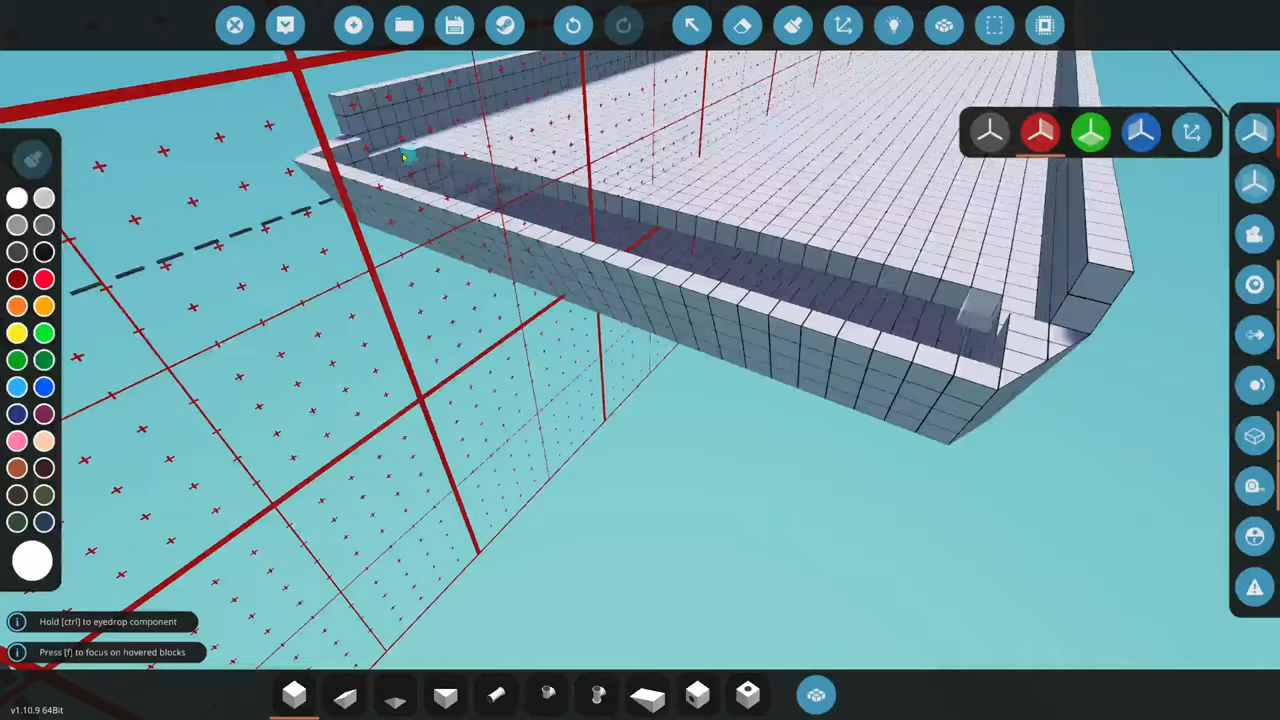 Hold [ctrl] to eyedrop component
Press [f] to focus on hovered blocks
v1.10.9 64Bit